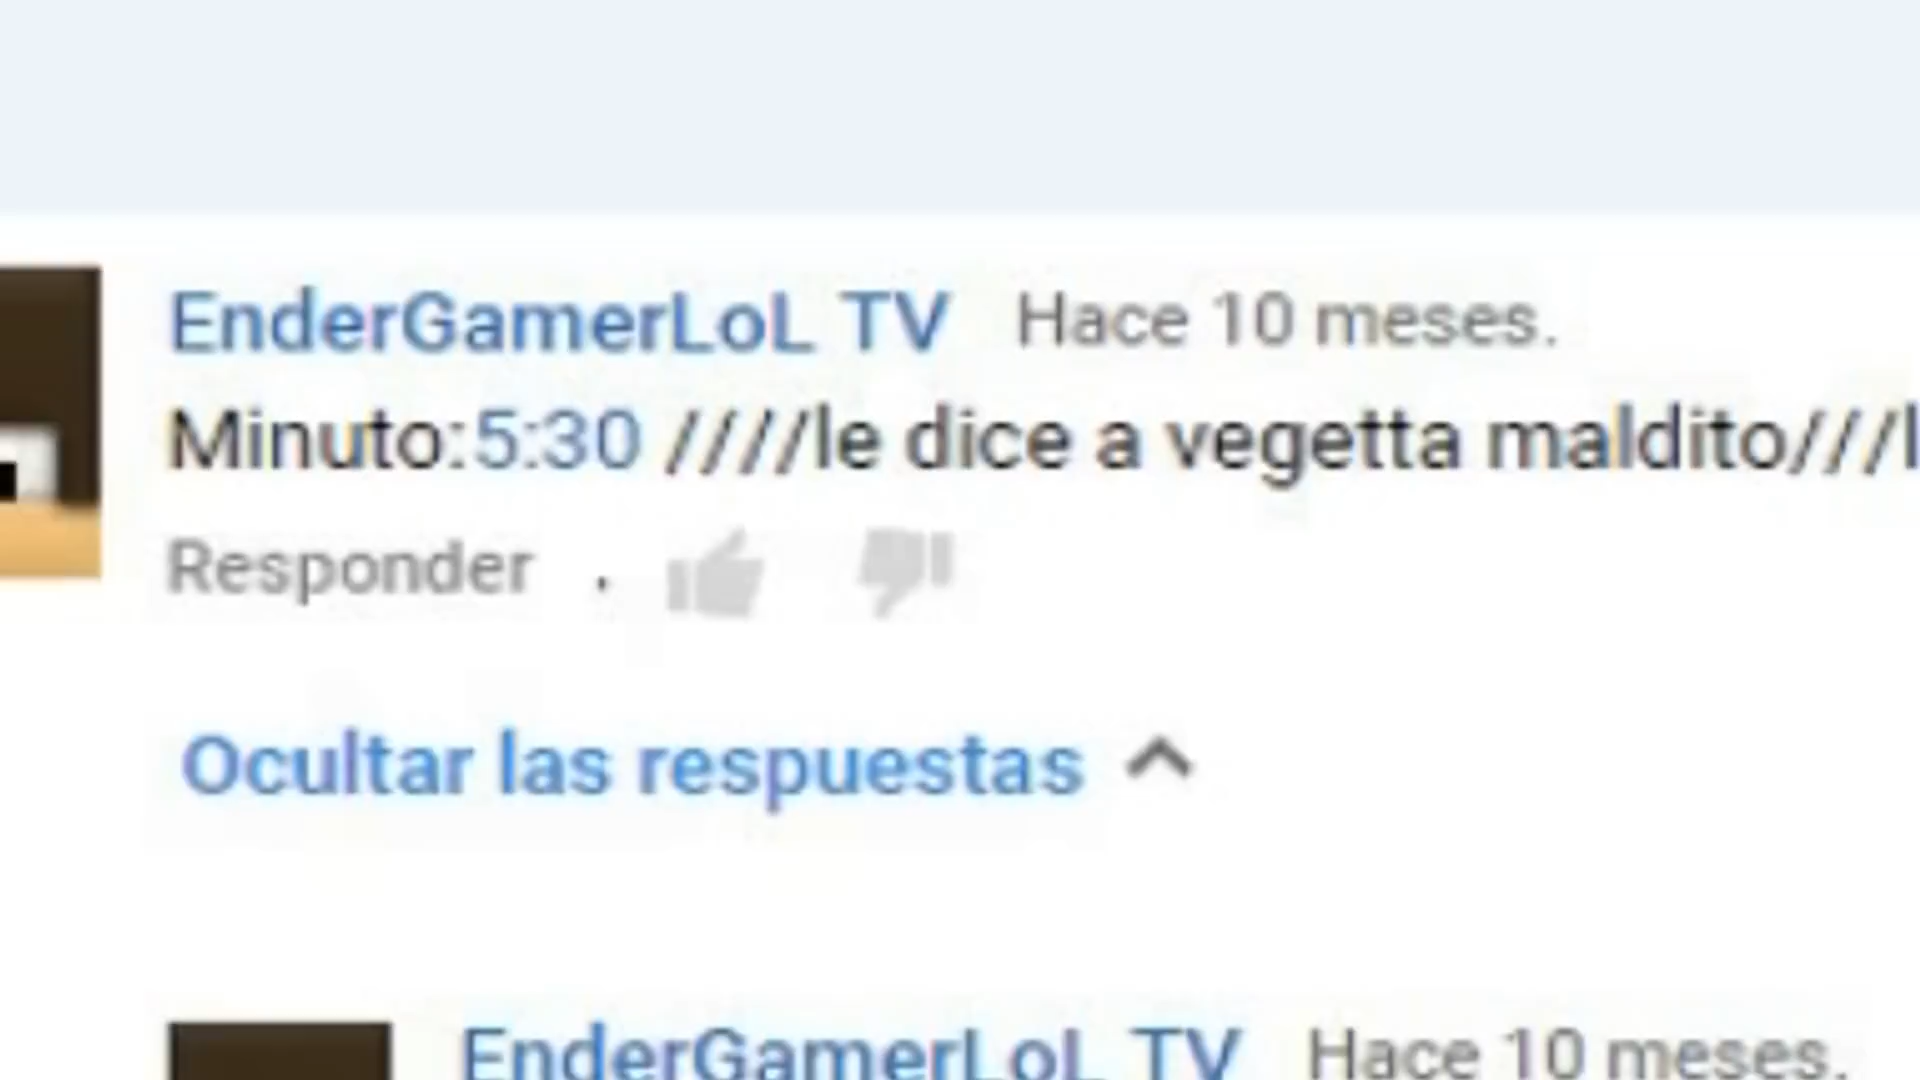 EnderGamerLoL TV Hace 10 meses.
Minuto:5:30 ////le dice a vegetta maldito///l
Responder .
Ocultar las respuestas
EnderGamerLoL TV Hace 10 meses.